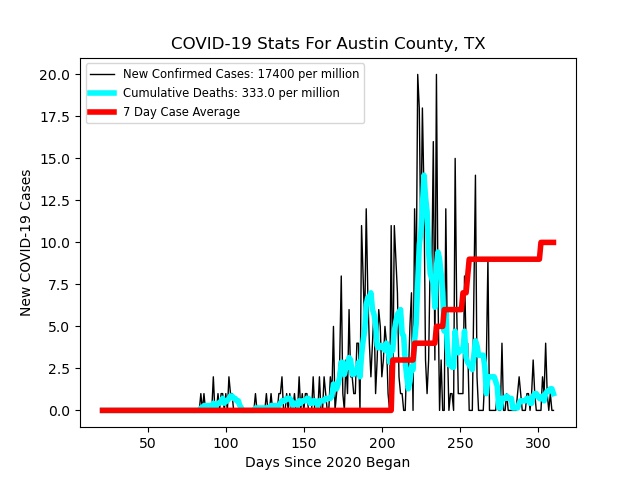 COVID-19 Stats For Austin County, TX
New Confirmed Cases: 17400 per million
Cumulative Deaths: 333.0 per million
7 Day Case Average
20.0
17.5
15.0
12.5
10.0
7.5
5.0
2.5
0.0
New COVID-19 Cases
50 100 150 200 250 300
Days Since 2020 Began